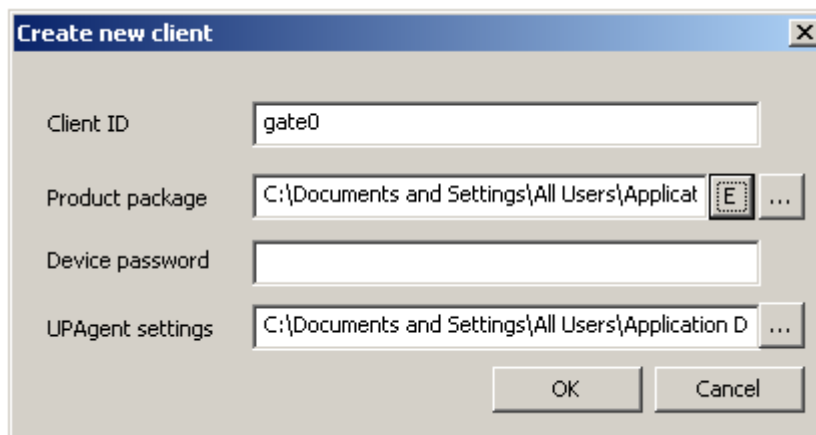 Create new client
Client ID gate0
Product package C:\Documents and Settings\All Users\Applicat E ...
Device password
UPAgent settings C:\Documents and Settings\All Users\Application D ...
OK Cancel